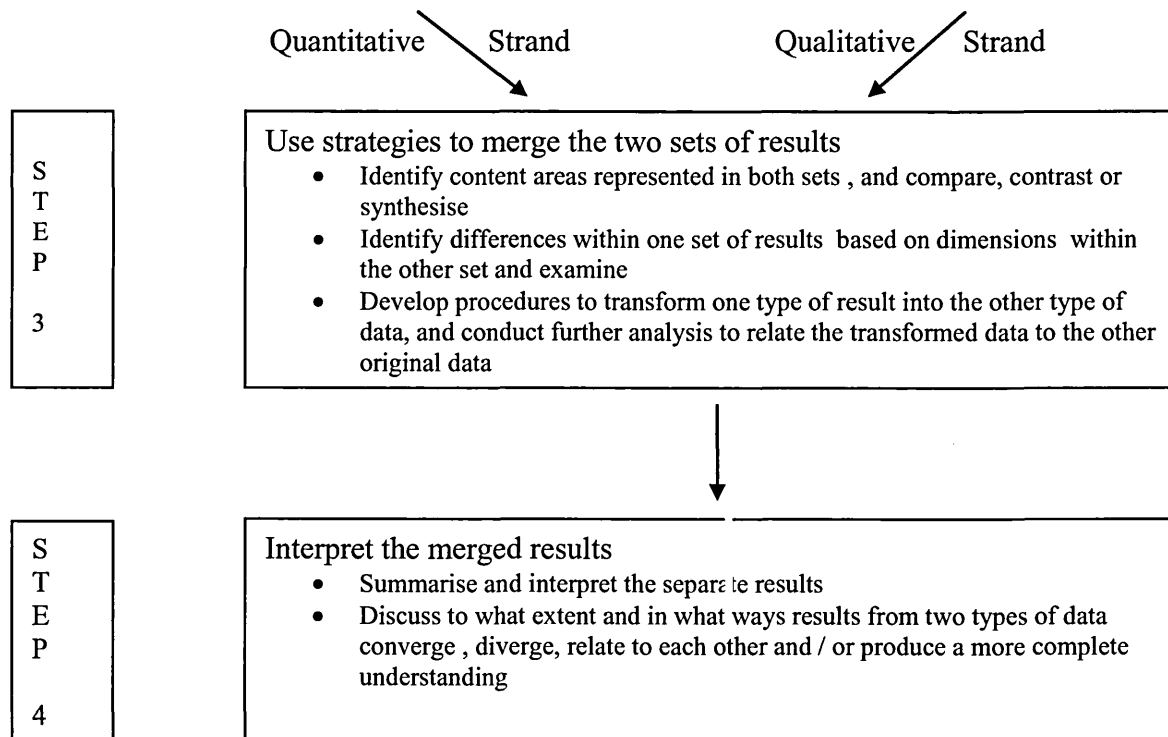 Quantitative Strand Qualitative Strand
S
T
E
P
3
Use strategies to merge the two sets of results
• Identify content areas represented in both sets , and compare, contrast or
synthesise
• Identify differences within one set of results based on dimensions within
the other set and examine
• Develop procedures to transform one type of result into the other type of
data, and conduct further analysis to relate the transformed data to the other
original data
S
T
E
P
4
Interpret the merged results
• Summarise and interpret the separate results
• Discuss to what extent and in what ways results from two types of data
converge , diverge, relate to each other and / or produce a more complete
understanding